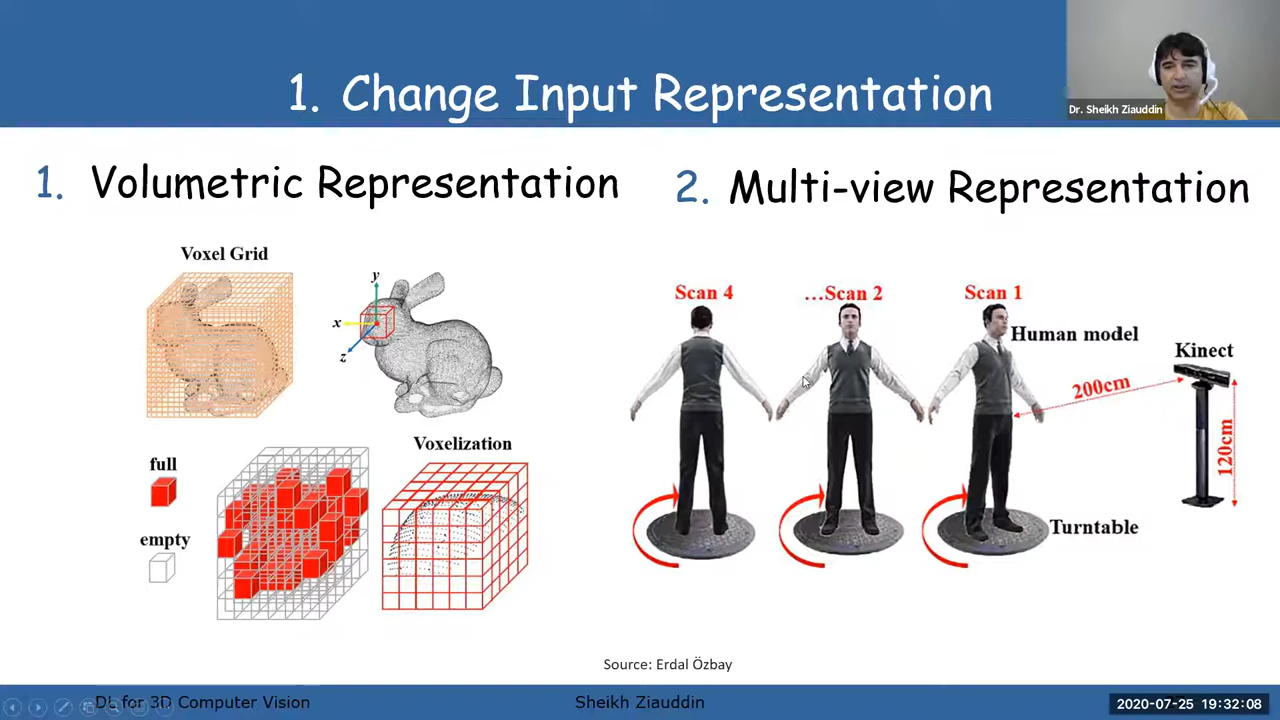 1. Change Input Representation
Dr. Sheikh Ziauddin
1. Volumetric Representation
Voxel Grid
y
x
z
Voxelization
full
empty
2. Multi-view Representation
Scan 4
...Scan 2
Scan 1
Human model
Kinect
200cm
120cm
Turntable
Source: Erdal Özbay
DL for 3D Computer Vision
Sheikh Ziauddin
2020-07-25 19:32:08